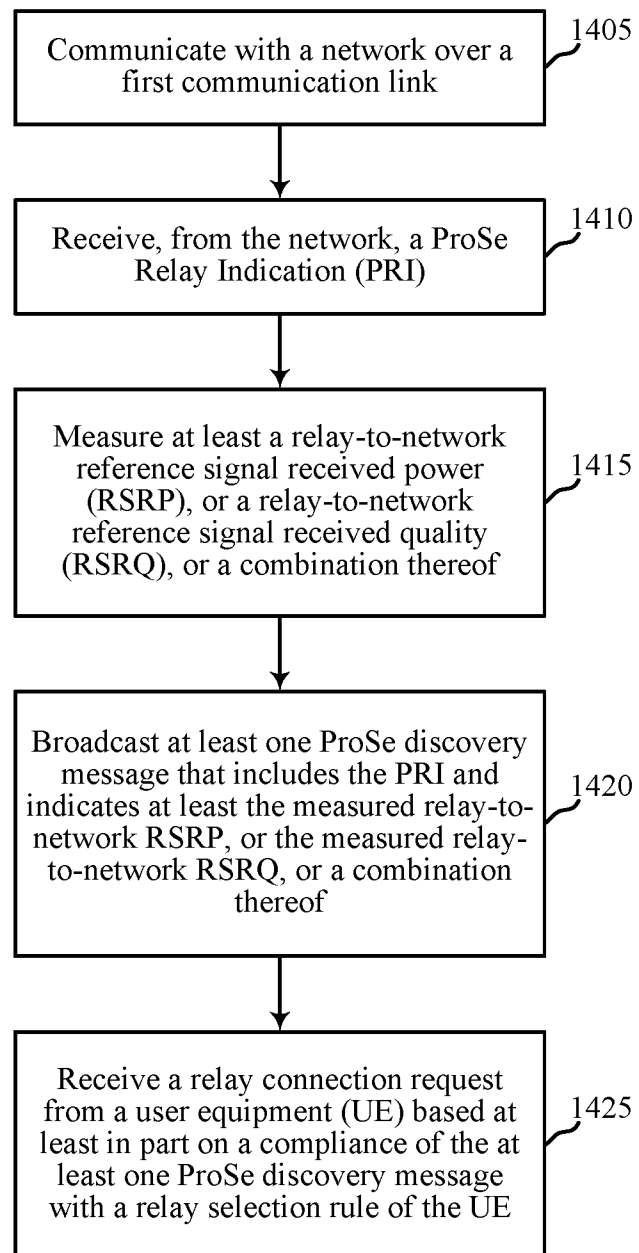 Communicate with a network over a
first communication link
1405
Receive, from the network, a ProSe
Relay Indication (PRI)
1410
Measure at least a relay-to-network
reference signal received power
(RSRP), or a relay-to-network
reference signal received quality
(RSRQ), or a combination thereof
1415
Broadcast at least one ProSe discovery
message that includes the PRI and
indicates at least the measured relay-to-
network RSRP, or the measured relay-
to-network RSRQ, or a combination
thereof
1420
Receive a relay connection request
from a user equipment (UE) based at
least in part on a compliance of the at
least one ProSe discovery message
with a relay selection rule of the UE
1425